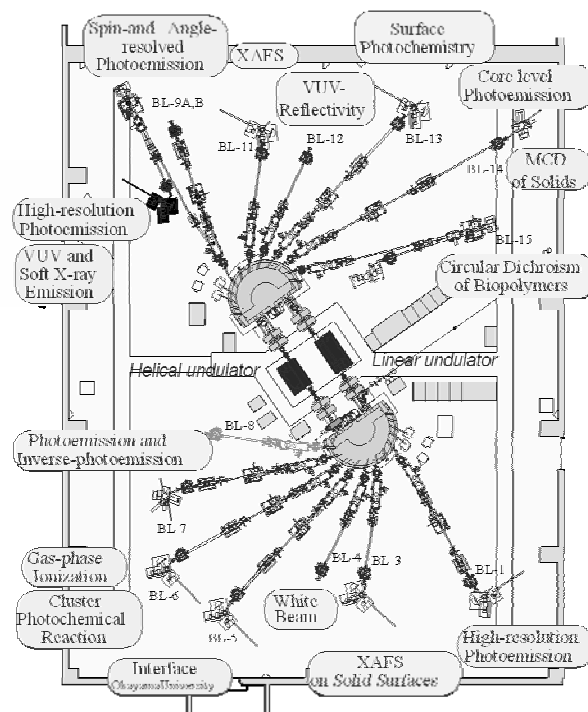 Spin-and Angle-
resolved
Photoemission
XAFS
Surface
Photochemistry
VUV-
Reflectivity
Core level
Photoemission
BL-9A,B
BL-11
BL-12
BL-13
BL-14
MCD
of Solids
High-resolution
Photoemission
BL-15
VUV and
Soft X-ray
Emission
Circular Dichroism
of Biopolymers
Helical undulator
Linear undulator
BL-8
Photoemission and
Inverse-photoemission
BL-7
Gas-phase
Ionization
BL-6
BL-5
BL-4
BL-3
BL-1
Cluster
Photochemical
Reaction
White
Beam
High-resolution
Photoemission
Interface
OkayamaUniversity
XAFS
on Solid Surfaces